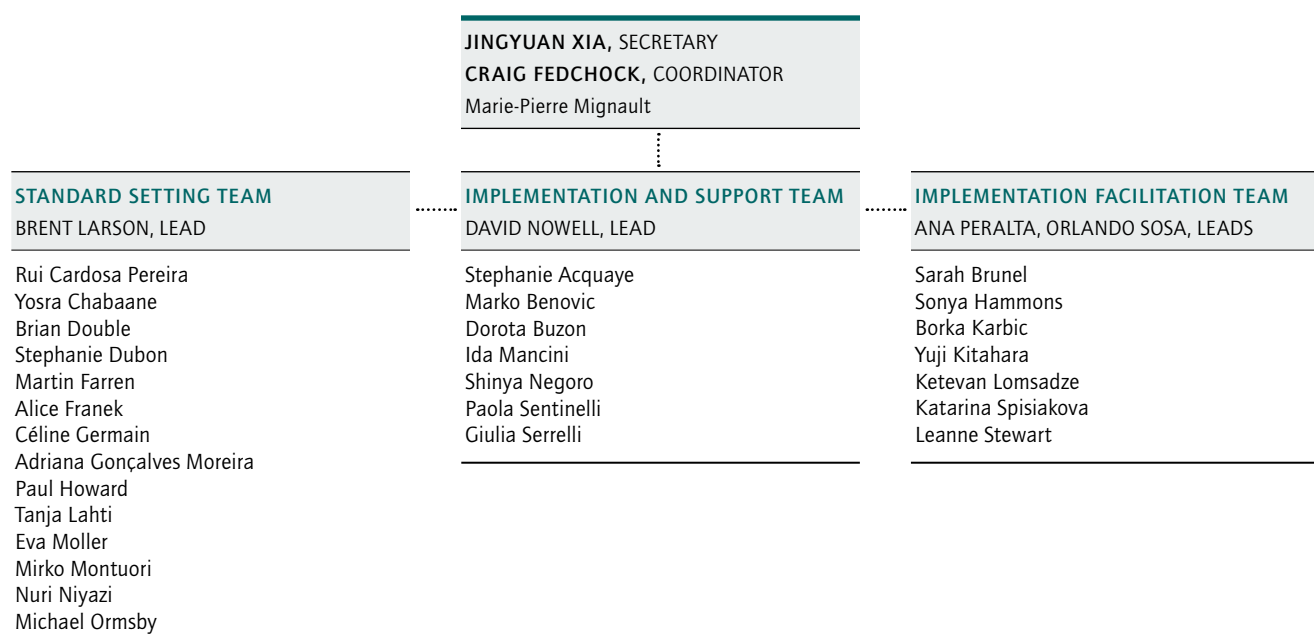 JINGYUAN XIA, SECRETARY
CRAIG FEDCHOCK, COORDINATOR
Marie-Pierre Mignault
STANDARD SETTING TEAM
BRENT LARSON, LEAD
Rui Cardosa Pereira
Yosra Chabaane
Brian Double
Stephanie Dubon
Martin Farren
Alice Franek
Céline Germain
Adriana Gonçalves Moreira
Paul Howard
Tanja Lahti
Eva Moller
Mirko Montuori
Nuri Niyazi
Michael Ormsby
IMPLEMENTATION AND SUPPORT TEAM
DAVID NOWELL, LEAD
Stephanie Acquaye
Marko Benovic
Dorota Buzon
Ida Mancini
Shinya Negoro
Paola Sentinelli
Giulia Serrelli
IMPLEMENTATION FACILITATION TEAM
ANA PERALTA, ORLANDO SOSA, LEADS
Sarah Brunel
Sonya Hammons
Borka Karbic
Yuji Kitahara
Ketevan Lomsadze
Katarina Spisiakova
Leanne Stewart